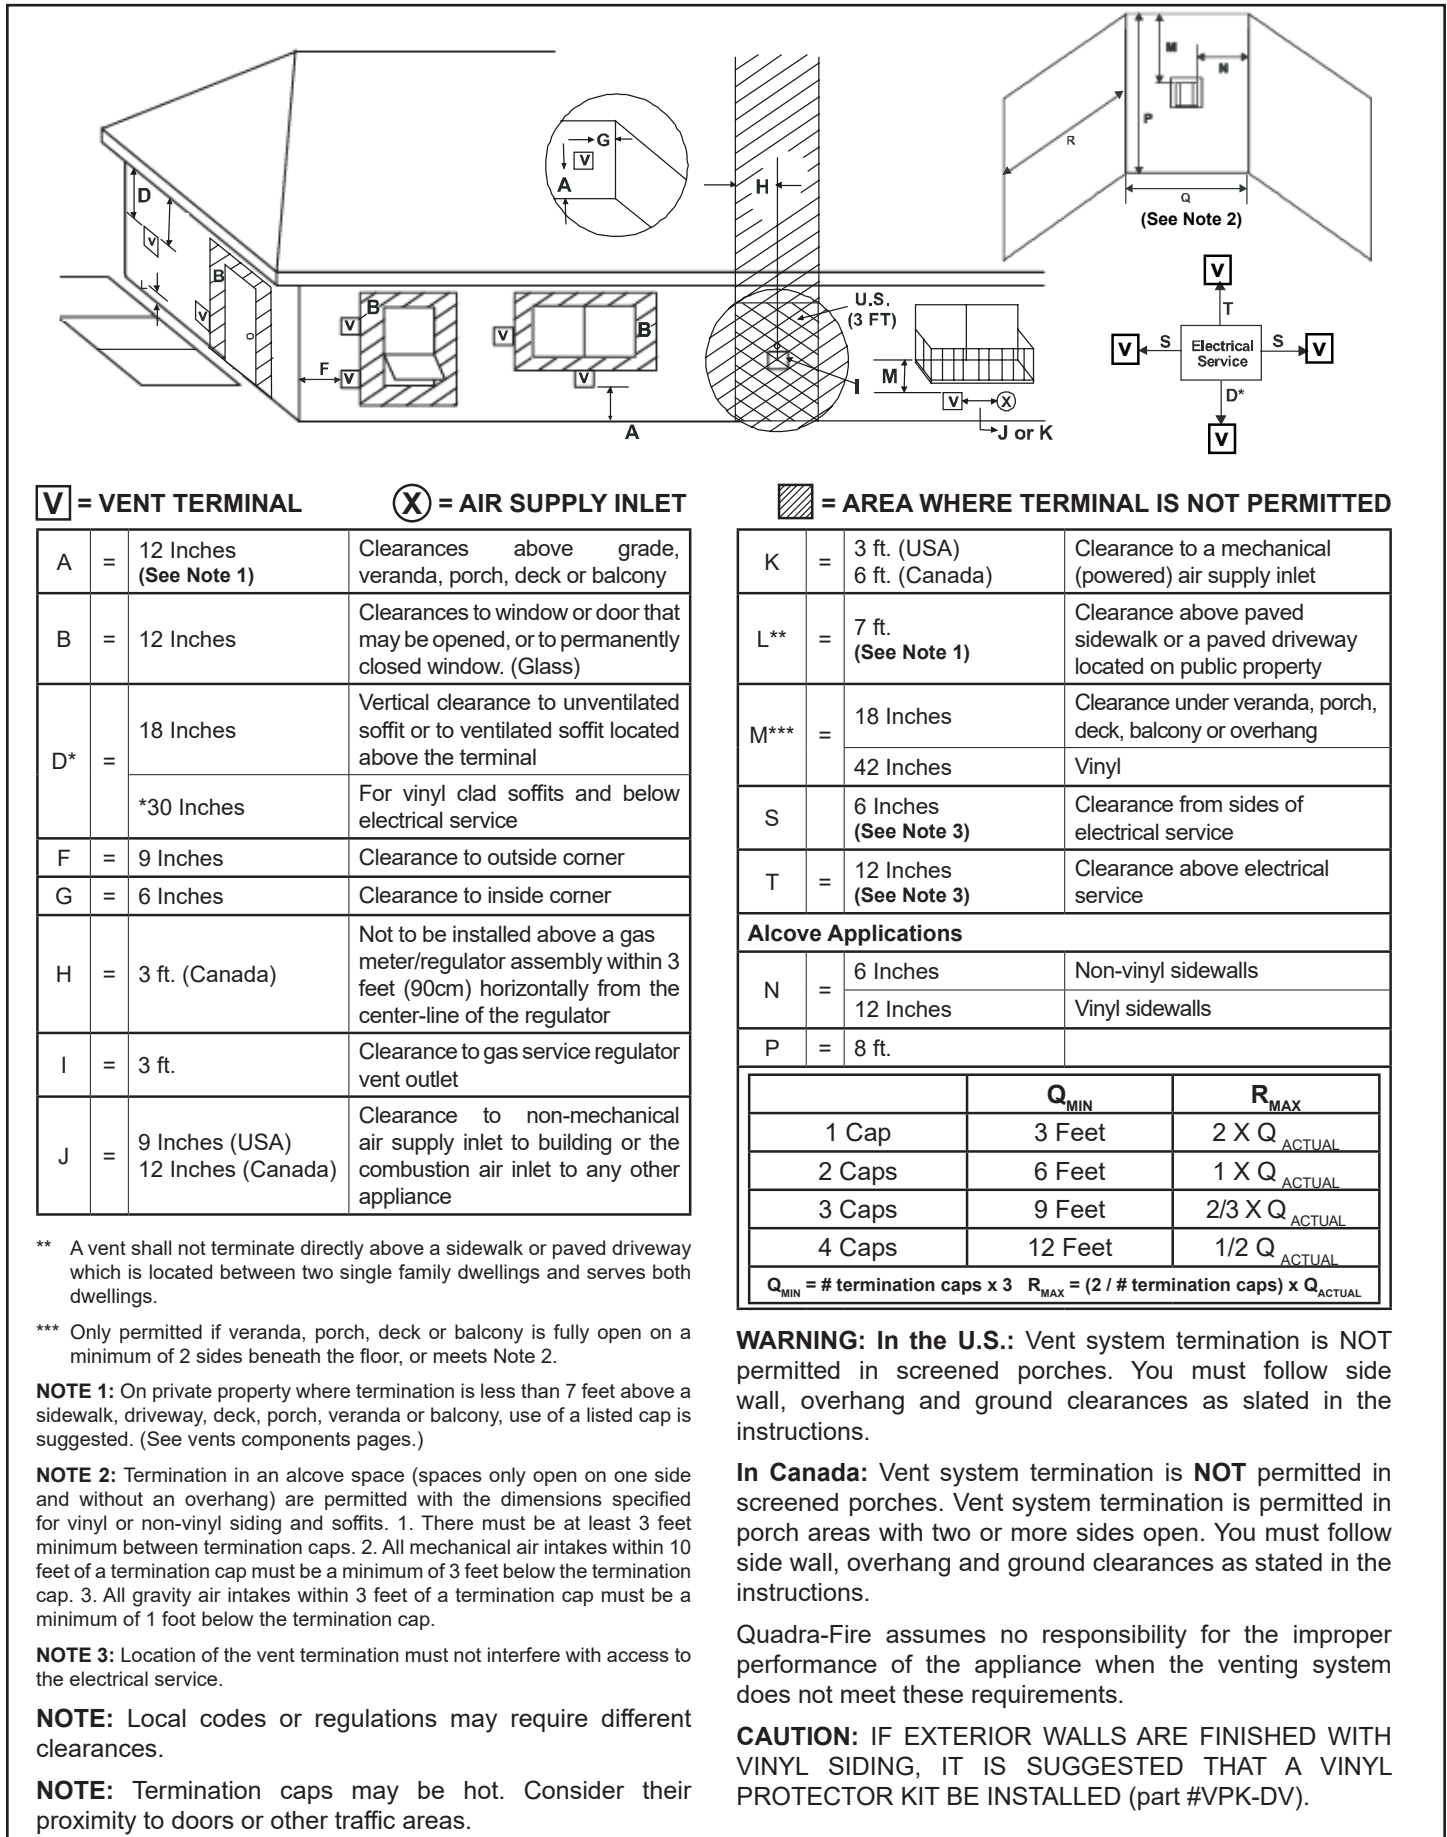 D
V
L
B
V
O
G
V
A
H
U.S.
(3 FT)
I
B
V
F
V
V
B
V
A
M
V
X
J or K
M
N
P
R
Q
(See Note 2)
V
T
V
S
Electrical
Service
S
V
D*
V
V = VENT TERMINAL
X = AIR SUPPLY INLET
= AREA WHERE TERMINAL IS NOT PERMITTED
A = 12 Inches
(See Note 1)
Clearances above grade,
veranda, porch, deck or balcony
B = 12 Inches
Clearances to window or door that
may be opened, or to permanently
closed window. (Glass)
D* =
18 Inches
Vertical clearance to unventilated
soffit or to ventilated soffit located
above the terminal
*30 Inches
For vinyl clad soffits and below
electrical service
F = 9 Inches Clearance to outside corner
G = 6 Inches Clearance to inside corner
H = 3 ft. (Canada)
Not to be installed above a gas
meter/regulator assembly within 3
feet (90cm) horizontally from the
center-line of the regulator
I = 3 ft.
Clearance to gas service regulator
vent outlet
J =
9 Inches (USA)
12 Inches (Canada)
Clearance to non-mechanical
air supply inlet to building or the
combustion air inlet to any other
appliance
** A vent shall not terminate directly above a sidewalk or paved driveway
which is located between two single family dwellings and serves both
dwellings.
*** Only permitted if veranda, porch, deck or balcony is fully open on a
minimum of 2 sides beneath the floor, or meets Note 2.
NOTE 1: On private property where termination is less than 7 feet above a
sidewalk, driveway, deck, porch, veranda or balcony, use of a listed cap is
suggested. (See vents components pages.)
NOTE 2: Termination in an alcove space (spaces only open on one side
and without an overhang) are permitted with the dimensions specified
for vinyl or non-vinyl siding and soffits. 1. There must be at least 3 feet
minimum between termination caps. 2. All mechanical air intakes within 10
feet of a termination cap must be a minimum of 3 feet below the termination
cap. 3. All gravity air intakes within 3 feet of a termination cap must be a
minimum of 1 foot below the termination cap.
NOTE 3: Location of the vent termination must not interfere with access to
the electrical service.
NOTE: Local codes or regulations may require different
clearances.
NOTE: Termination caps may be hot. Consider their
proximity to doors or other traffic areas.
K =
3 ft. (USA)
6 ft. (Canada)
Clearance to a mechanical
(powered) air supply inlet
L** =
7 ft.
(See Note 1)
Clearance above paved
sidewalk or a paved driveway
located on public property
M*** =
18 Inches
Clearance under veranda, porch,
deck, balcony or overhang
42 Inches Vinyl
S
6 Inches
(See Note 3)
Clearance from sides of
electrical service
T =
12 Inches
(See Note 3)
Clearance above electrical
service
Alcove Applications
N =
6 Inches Non-vinyl sidewalls
12 Inches Vinyl sidewalls
P = 8 ft.
QMIN RMAX
1 Cap 3 Feet 2 X Q ACTUAL
2 Caps 6 Feet 1 X Q ACTUAL
3 Caps 9 Feet 2/3 X Q ACTUAL
4 Caps 12 Feet 1/2 Q ACTUAL
QMIN = # termination caps x 3 RMAX = (2 / # termination caps) x QACTUAL
WARNING: In the U.S.: Vent system termination is NOT
permitted in screened porches. You must follow side
wall, overhang and ground clearances as slated in the
instructions.
In Canada: Vent system termination is NOT permitted in
screened porches. Vent system termination is permitted in
porch areas with two or more sides open. You must follow
side wall, overhang and ground clearances as stated in the
instructions.
Quadra-Fire assumes no responsibility for the improper
performance of the appliance when the venting system
does not meet these requirements.
CAUTION: IF EXTERIOR WALLS ARE FINISHED WITH
VINYL SIDING, IT IS SUGGESTED THAT A VINYL
PROTECTOR KIT BE INSTALLED (part #VPK-DV).